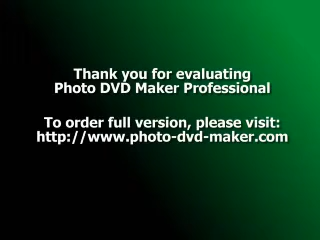 Thank you for evaluating
Photo DVD Maker Professional
To order full version, please visit:
http://www.photo-dvd-maker.com